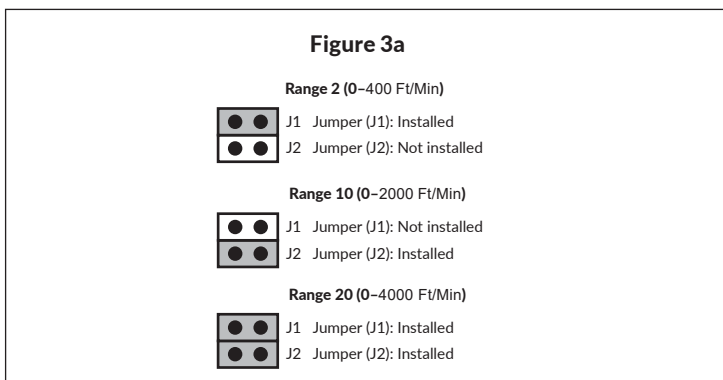 Figure 3a
Range 2 (0–400 Ft/Min)
J1 Jumper (J1): Installed
J2 Jumper (J2): Not installed
Range 10 (0–2000 Ft/Min)
J1 Jumper (J1): Not installed
J2 Jumper (J2): Installed
Range 20 (0–4000 Ft/Min)
J1 Jumper (J1): Installed
J2 Jumper (J2): Installed